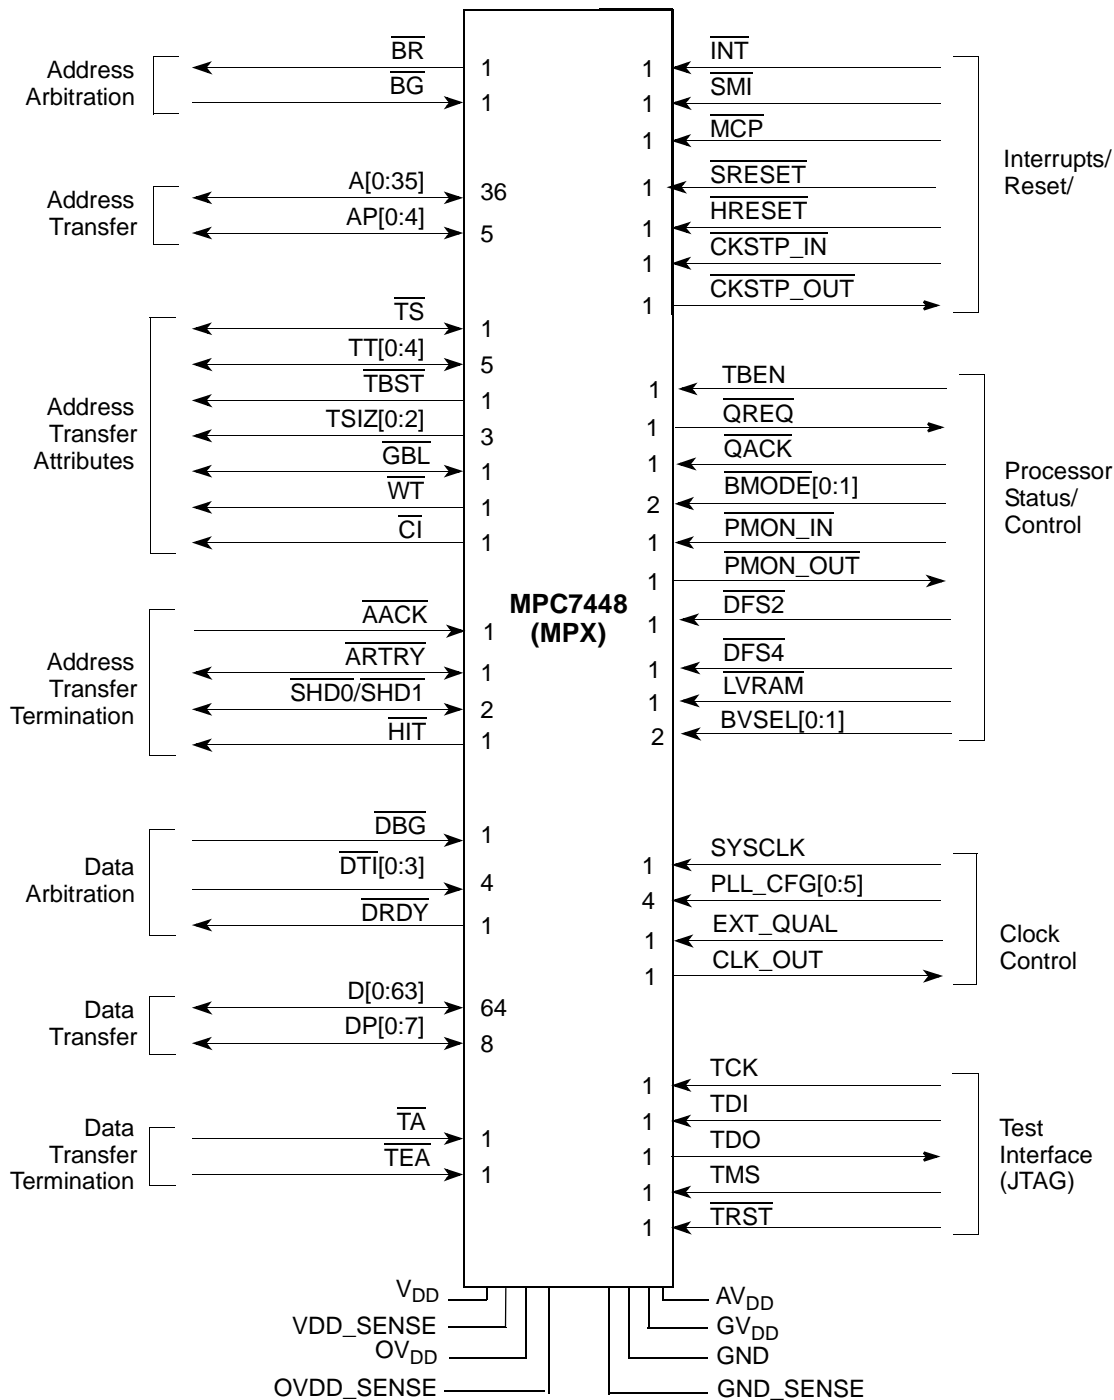 Address
Arbitration
BR
1
BG
1
Address
Transfer
A[0:35]
36
AP[0:4]
5
Address
Transfer
Attributes
TS
1
TT[0:4]
5
TBST
1
TSIZ[0:2]
3
GBL
1
WT
1
CI
1
Address
Transfer
Termination
AACK
1
ARTRY
1
SHD0/SHD1
2
HIT
1
Data
Arbitration
DBG
1
DTI[0:3]
4
DRDY
1
Data
Transfer
D[0:63]
64
DP[0:7]
8
Data
Transfer
Termination
TA
1
TEA
1
MPC7448
(MPX)
1
INT
1
SMI
1
MCP
1
SRESET
1
HRESET
1
CKSTP_IN
1
CKSTP_OUT
Interrupts/
Reset/
1
TBEN
1
QREQ
1
QACK
2
BMODE[0:1]
1
PMON_IN
1
PMON_OUT
1
DFS2
1
DFS4
1
LVRAM
2
BVSEL[0:1]
Processor
Status/
Control
1
SYSCLK
4
PLL_CFG[0:5]
1
EXT_QUAL
1
CLK_OUT
Clock
Control
1
TCK
1
TDI
1
TDO
1
TMS
1
TRST
Test
Interface
(JTAG)
VDD
VDD_SENSE
OVDD
OVDD_SENSE
AVDD
GVDD
GND
GND_SENSE